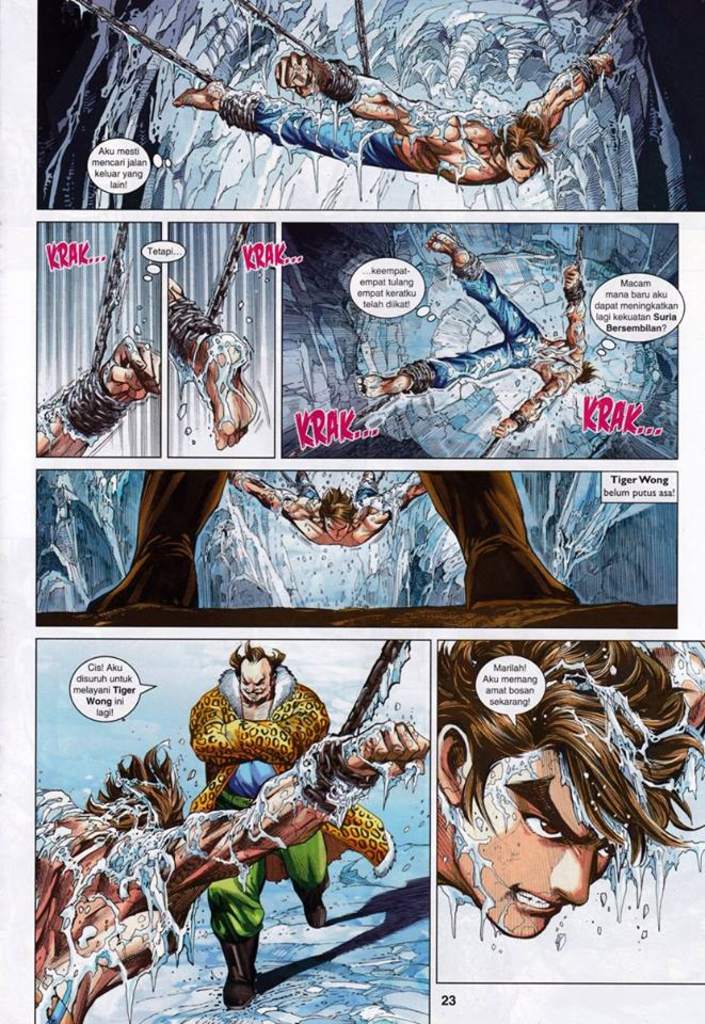 Aku mesti
mencari jalan
keluar yang
lain!
KRAK...
Tetapi...
KRAK...
...keempat-
empat tulang
empat keratku
telah diikat!
Macam
mana baru aku
dapat meningkatkan
lagi kekuatan Suria
Bersembilan?
KRAK...
KRAK...
Tiger Wong
belum putus asa!
Cis! Aku
disuruh untuk
melayani Tiger
Wong ini
lagi!
Marilah!
Aku memang
amat bosan
sekarang!
23